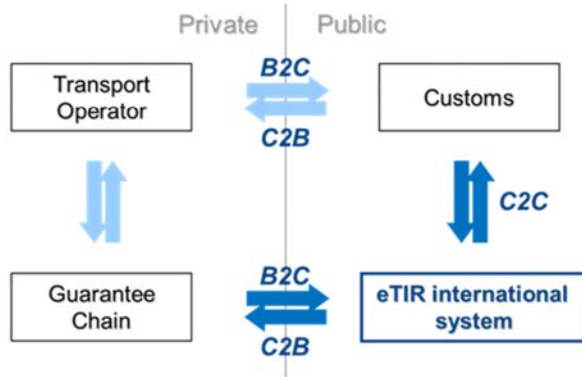 Private Public
Transport
Operator
B2C
C2B
Customs
C2C
Guarantee
Chain
B2C
C2B
eTIR international
system